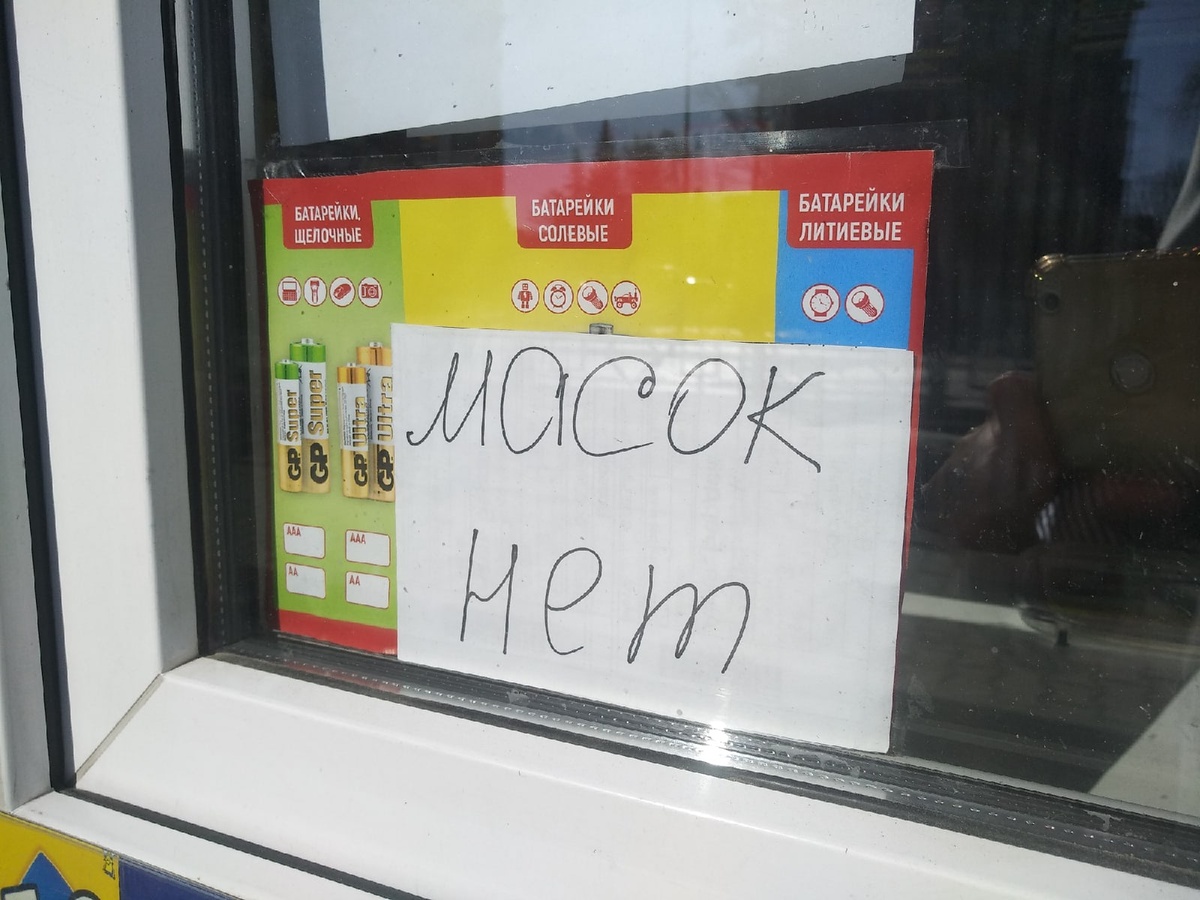 БАТАРЕЙКИ
ЩЕЛОЧНЫЕ
БАТАРЕЙКИ
СОЛЕВЫЕ
БАТАРЕЙКИ
ЛИТИЕВЫЕ
GP Super
GP Super
GP Ultra
GP Ultra
AAA
AAA
AA
AA
масок
нет